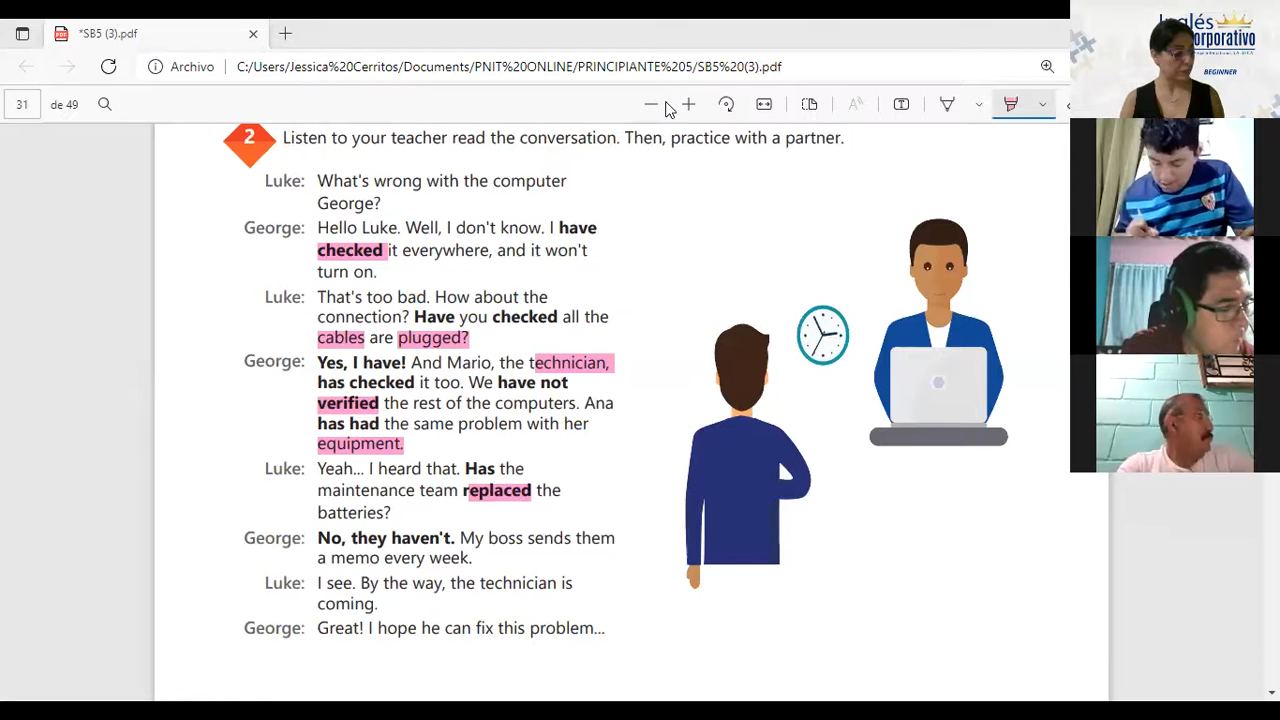 *SB5 (3).pdf
Archivo
C:/Users/Jessica%20Cerritos/Documents/PNT%20ONLINE/PRINCIPIANTE%205/SB5%20(3).pdf
31
de 49
Inglés
orporativo
BEGINNER
2
Listen to your teacher read the conversation. Then, practice with a partner.
Luke: What's wrong with the computer
George?
George: Hello Luke. Well, I don't know. I have
checked it everywhere, and it won't
turn on.
Luke: That's too bad. How about the
connection? Have you checked all the
cables are plugged?
George: Yes, I have! And Mario, the technician,
has checked it too. We have not
verified the rest of the computers. Ana
has had the same problem with her
equipment.
Luke: Yeah... I heard that. Has the
maintenance team replaced the
batteries?
George: No, they haven't. My boss sends them
a memo every week.
Luke: I see. By the way, the technician is
coming.
George: Great! I hope he can fix this problem...